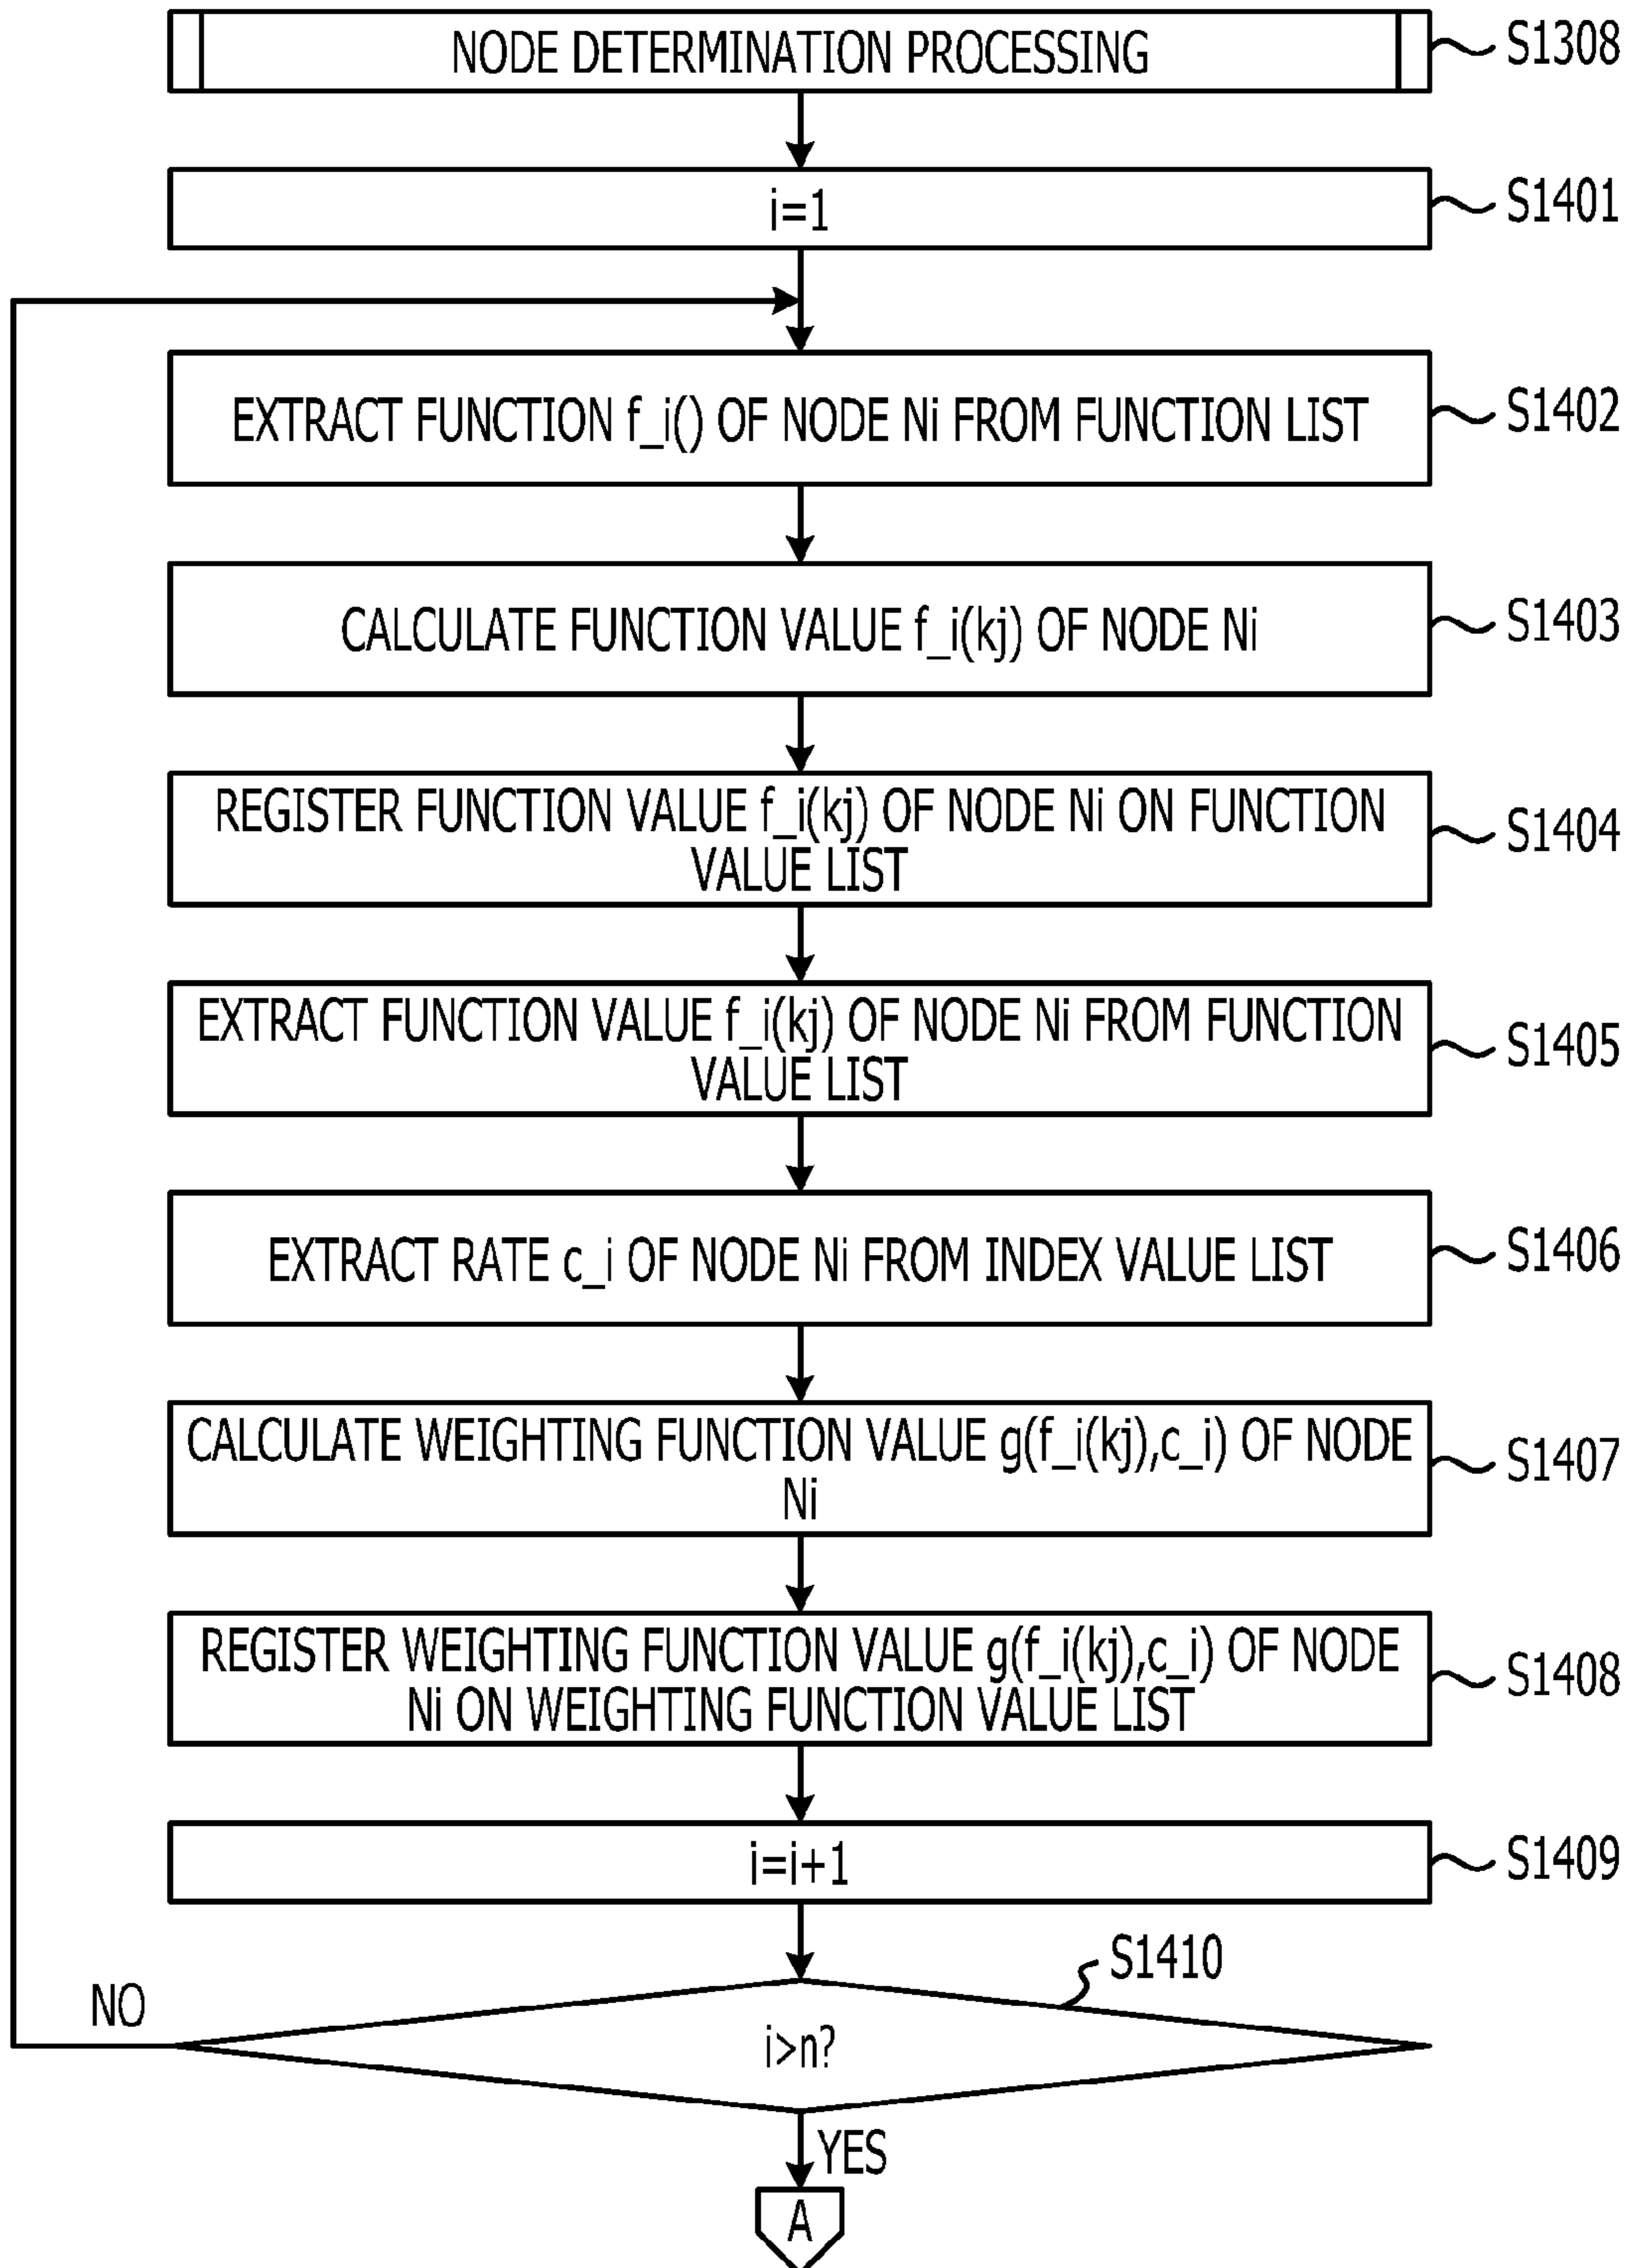 NODE DETERMINATION PROCESSING
S1308
i=1
S1401
EXTRACT FUNCTION f_i() OF NODE Ni FROM FUNCTION LIST
S1402
CALCULATE FUNCTION VALUE f_i(kj) OF NODE Ni
S1403
REGISTER FUNCTION VALUE f_i(kj) OF NODE Ni ON FUNCTION
VALUE LIST
S1404
EXTRACT FUNCTION VALUE f_i(kj) OF NODE Ni FROM FUNCTION
VALUE LIST
S1405
EXTRACT RATE c_i OF NODE Ni FROM INDEX VALUE LIST
S1406
CALCULATE WEIGHTING FUNCTION VALUE g(f_i(kj),c_i) OF NODE
Ni
S1407
REGISTER WEIGHTING FUNCTION VALUE g(f_i(kj),c_i) OF NODE
Ni ON WEIGHTING FUNCTION VALUE LIST
S1408
i=i+1
S1409
S1410
NO
i>n?
YES
A